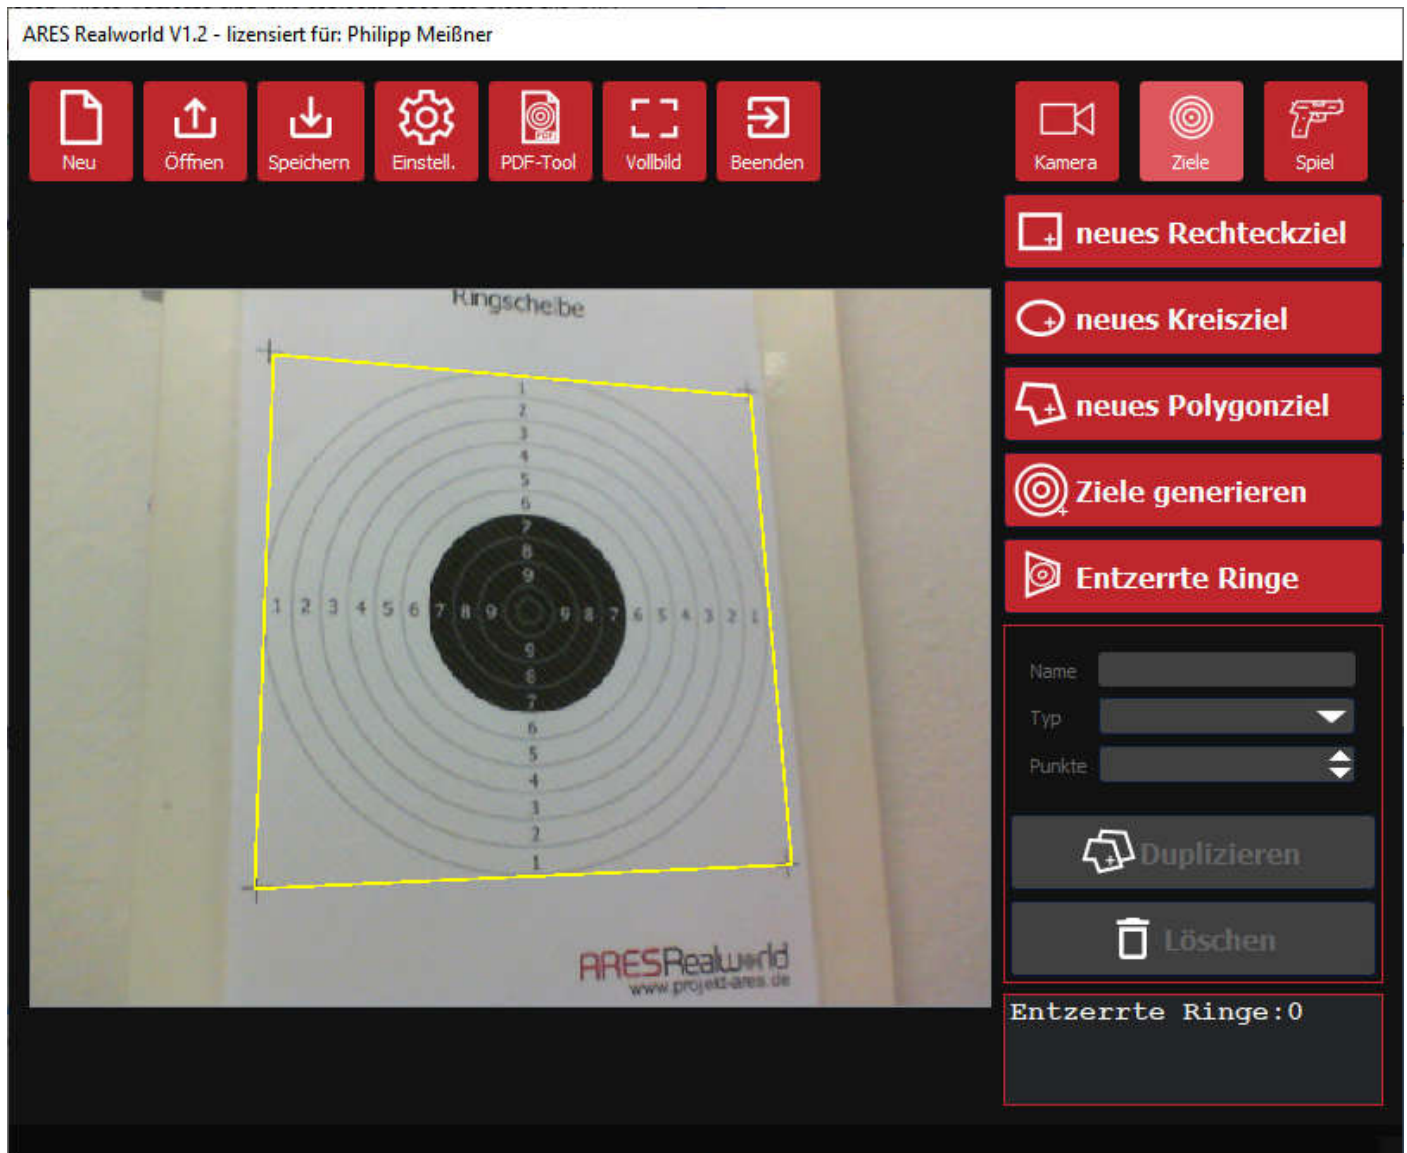 ARES Realworld V1.2 - lizensiert für: Philipp Meißner
Neu
Öffnen
Speichern
Einstell.
PDF
PDF-Tool
Vollbild
Beenden
Kamera
Ziele
Spiel
neues Rechteckziel
neues Kreisziel
neues Polygonziel
Ziele generieren
Entzerrte Ringe
Ringscheibe
1
2
3
4
5
6
7
8
9
1 2 3 4 5 6 7 8 9 9 8 7 6 5 4 3 2 1
9
8
7
6
5
4
3
2
1
ARESRealworld
www.projekt-ares.de
Name
Typ
Punkte
Duplizieren
Löschen
Entzerrte Ringe:0